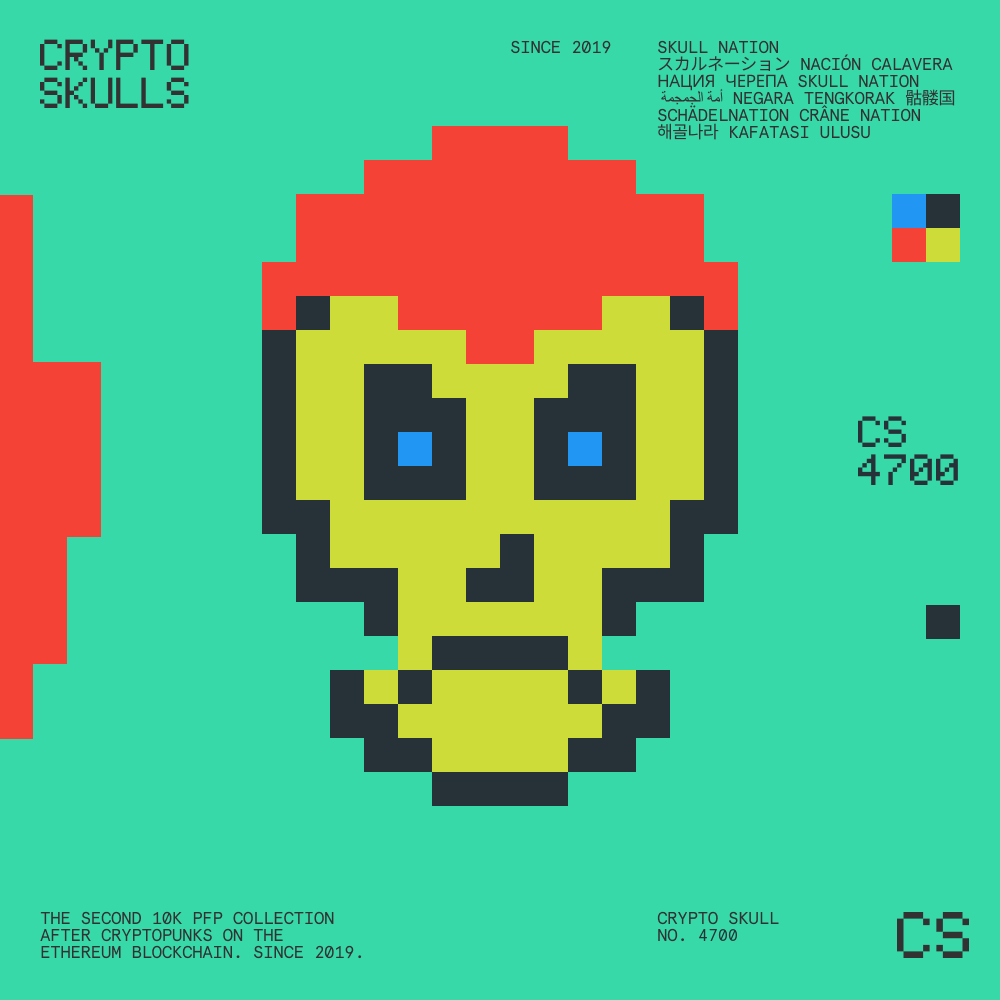 CRYPTO
SKULLS
SINCE 2019
SKULL NATION
スカルネーション NACIÓN CALAVERA
НАЦИЯ ЧЕРЕПА SKULL NATION
أمة الجمجمة NEGARA TENGKORAK 骷髅国
SCHÄDELNATION CRÂNE NATION
해골나라 KAFATASI ULUSU
CS
4700
THE SECOND 10K PFP COLLECTION
AFTER CRYPTOPUNKS ON THE
ETHEREUM BLOCKCHAIN. SINCE 2019.
CRYPTO SKULL
NO. 4700
CS